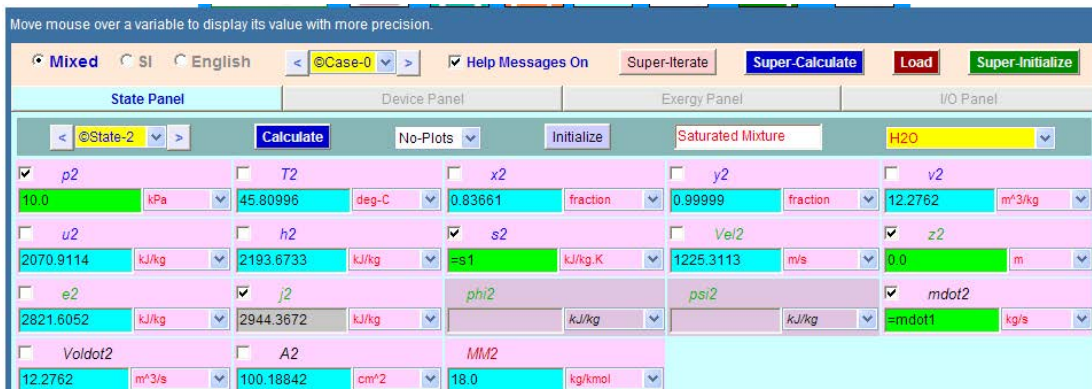 Move mouse over a variable to display its value with more precision.
Mixed SI English < ©Case-0 > Help Messages On Super-Iterate Super-Calculate Load Super-Initialize
State Panel Device Panel Exergy Panel I/O Panel
< ©State-2 > Calculate No-Plots Initialize Saturated Mixture H2O
p2 T2 x2 y2 v2
10.0 kPa 45.80996 deg-C 0.83661 fraction 0.99999 fraction 12.2762 m^3/kg
u2 h2 s2 Vel2 z2
2070.9114 kJ/kg 2193.6733 kJ/kg =s1 kJ/kg.K 1225.3113 m/s 0.0 m
e2 j2 phi2 psi2 mdot2
2821.6052 kJ/kg 2944.3672 kJ/kg kJ/kg kJ/kg =mdot1 kg/s
Voldot2 A2 MM2
12.2762 m^3/s 100.18842 cm^2 18.0 kg/kmol